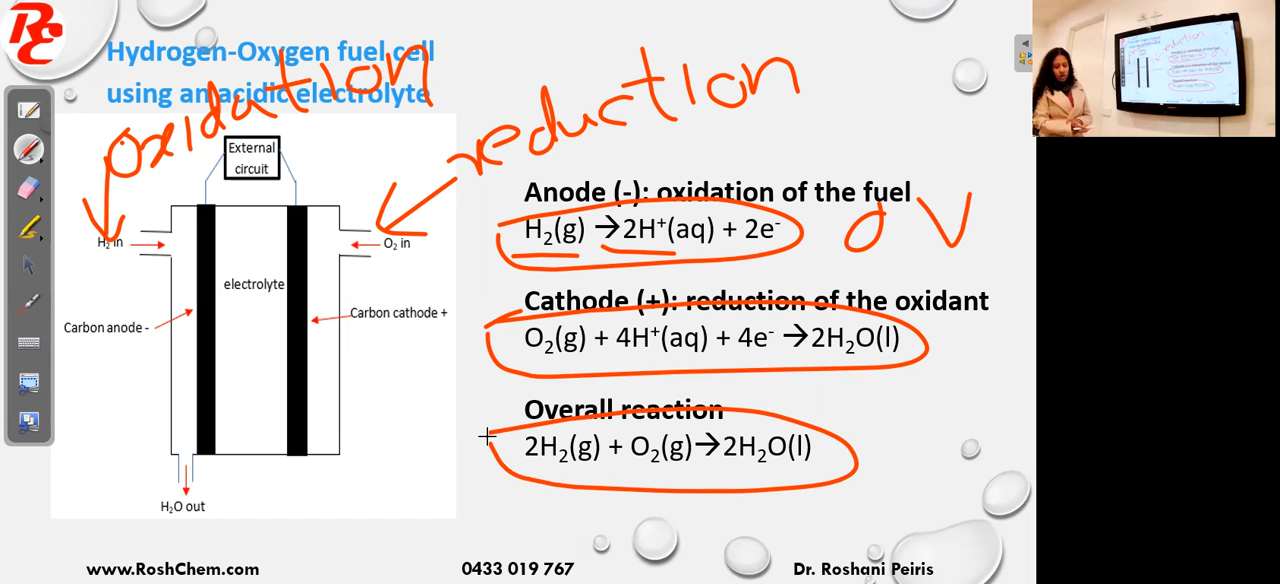 RC
Hydrogen-Oxygen fuel cell
using an acidic electrolyte
oxidation
reduction
External
circuit
H₂ in
O₂ in
electrolyte
Carbon anode -
Carbon cathode +
H₂O out
Anode (-): oxidation of the fuel
H₂(g) →2H⁺(aq) + 2e⁻
0 V
Cathode (+): reduction of the oxidant
O₂(g) + 4H⁺(aq) + 4e⁻ →2H₂O(l)
Overall reaction
2H₂(g) + O₂(g)→2H₂O(l)
www.RoshChem.com
0433 019 767
Dr. Roshani Peiris